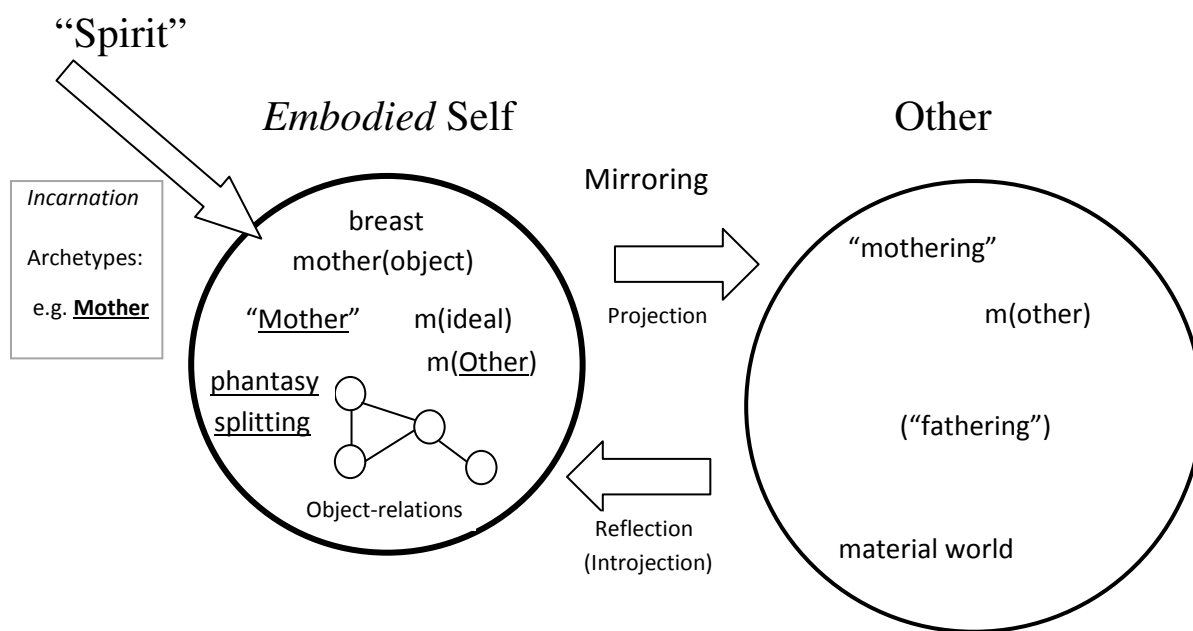 “Spirit”
Embodied Self
Other
Incarnation
Archetypes:
e.g. Mother
breast
mother(object)
“Mother”
m(ideal)
m(Other)
phantasy
splitting
Object-relations
Mirroring
Projection
Reflection
(Introjection)
“mothering”
m(other)
(“fathering”)
material world